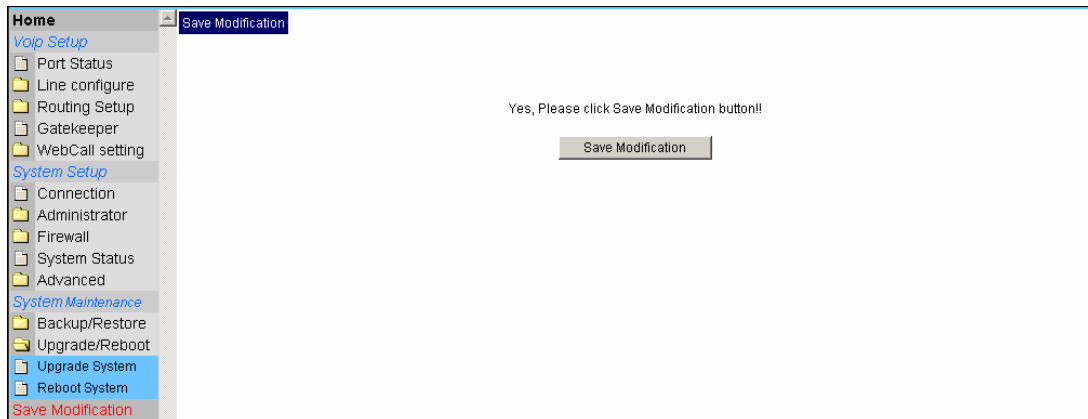 Home
Voip Setup
Port Status
Line configure
Routing Setup
Gatekeeper
WebCall setting
System Setup
Connection
Administrator
Firewall
System Status
Advanced
System Maintenance
Backup/Restore
Upgrade/Reboot
Upgrade System
Reboot System
Save Modification
Save Modification
Yes, Please click Save Modification button!!
Save Modification